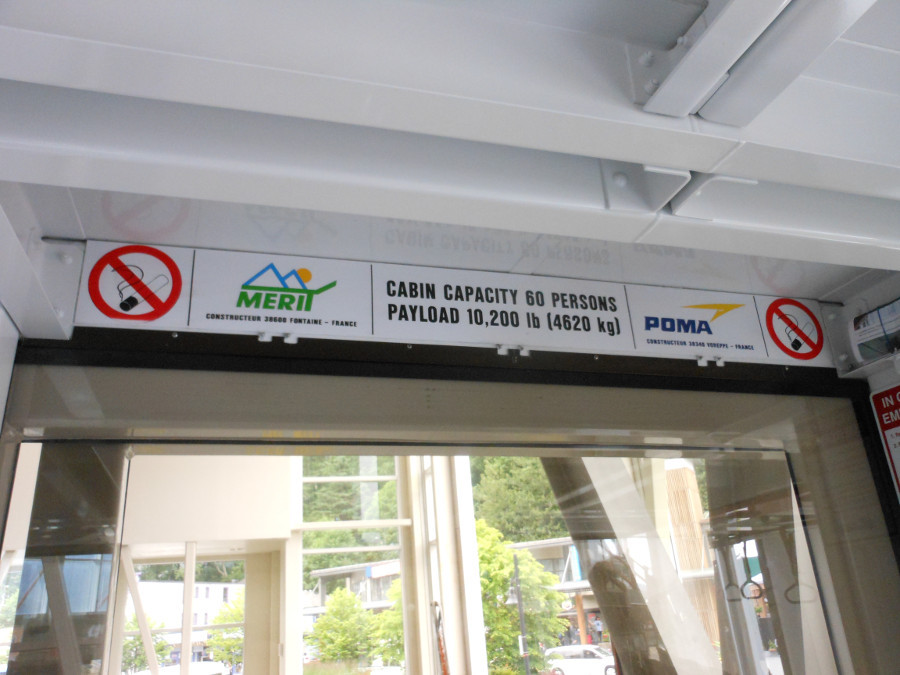 MERIT
CONSTRUCTEUR 38600 FONTAINE - FRANCE
CABIN CAPACITY 60 PERSONS
PAYLOAD 10,200 lb (4620 kg)
POMA
CONSTRUCTEUR 38340 VOREPPE - FRANCE
IN